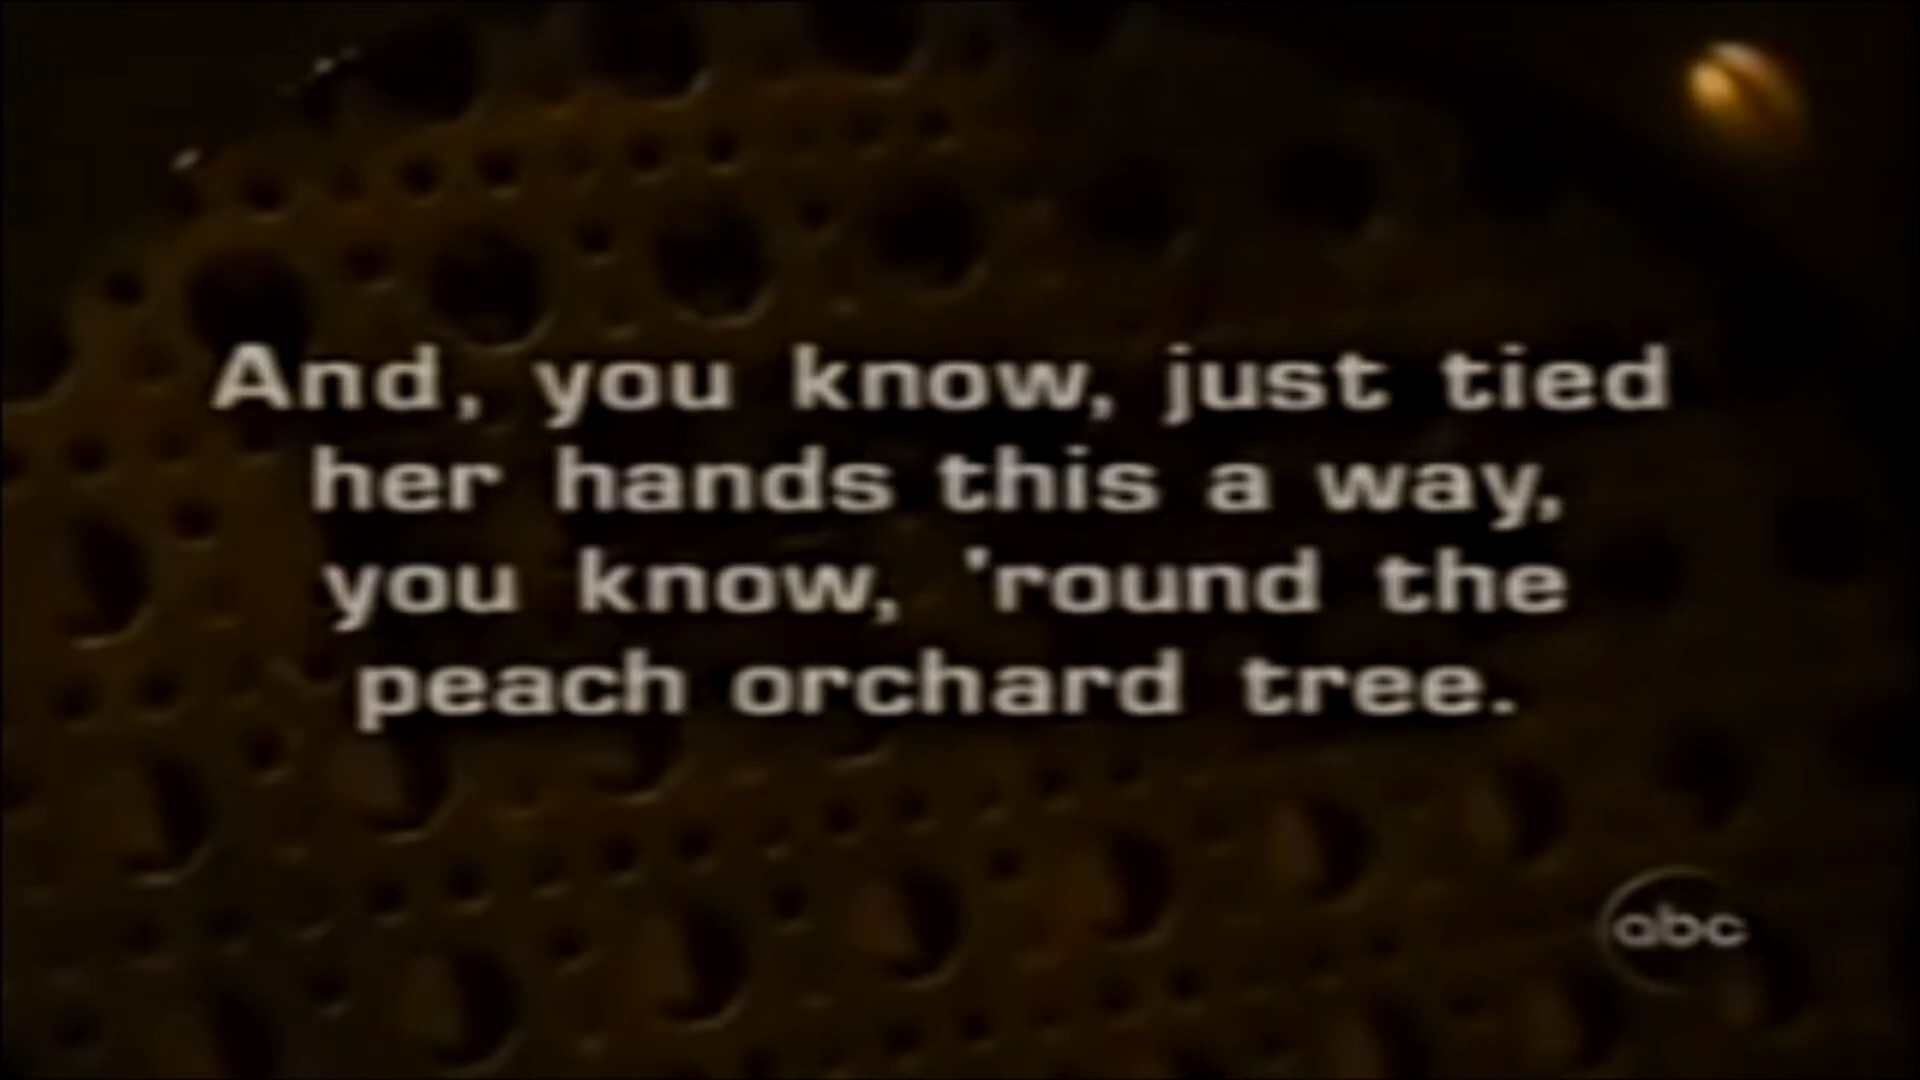 And, you know, just tied
her hands this a way,
you know, 'round the
peach orchard tree.
abc